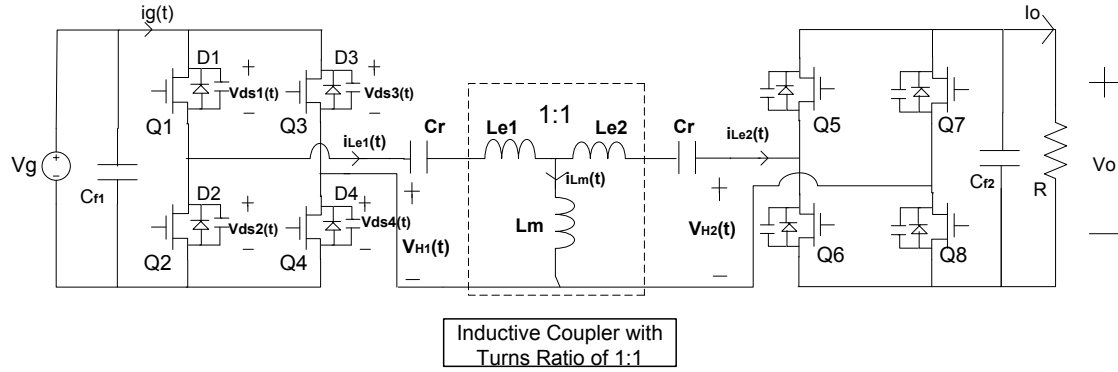 ig(t)
Io
D1
D3
+
+
Vds1(t)
Vds3(t)
−
−
Q1
Q3
1:1
Cr
Le1
Le2
Cr
iLe1(t)
iLe2(t)
iLm(t)
Q5
Q7
+
Vg
+
−
Cf1
D2
D4
+
+
Vds2(t)
Vds4(t)
−
−
Q2
Q4
+
VH1(t)
−
Lm
+
VH2(t)
−
Q6
Q8
Cf2
R
Vo
−
Inductive Coupler with
Turns Ratio of 1:1